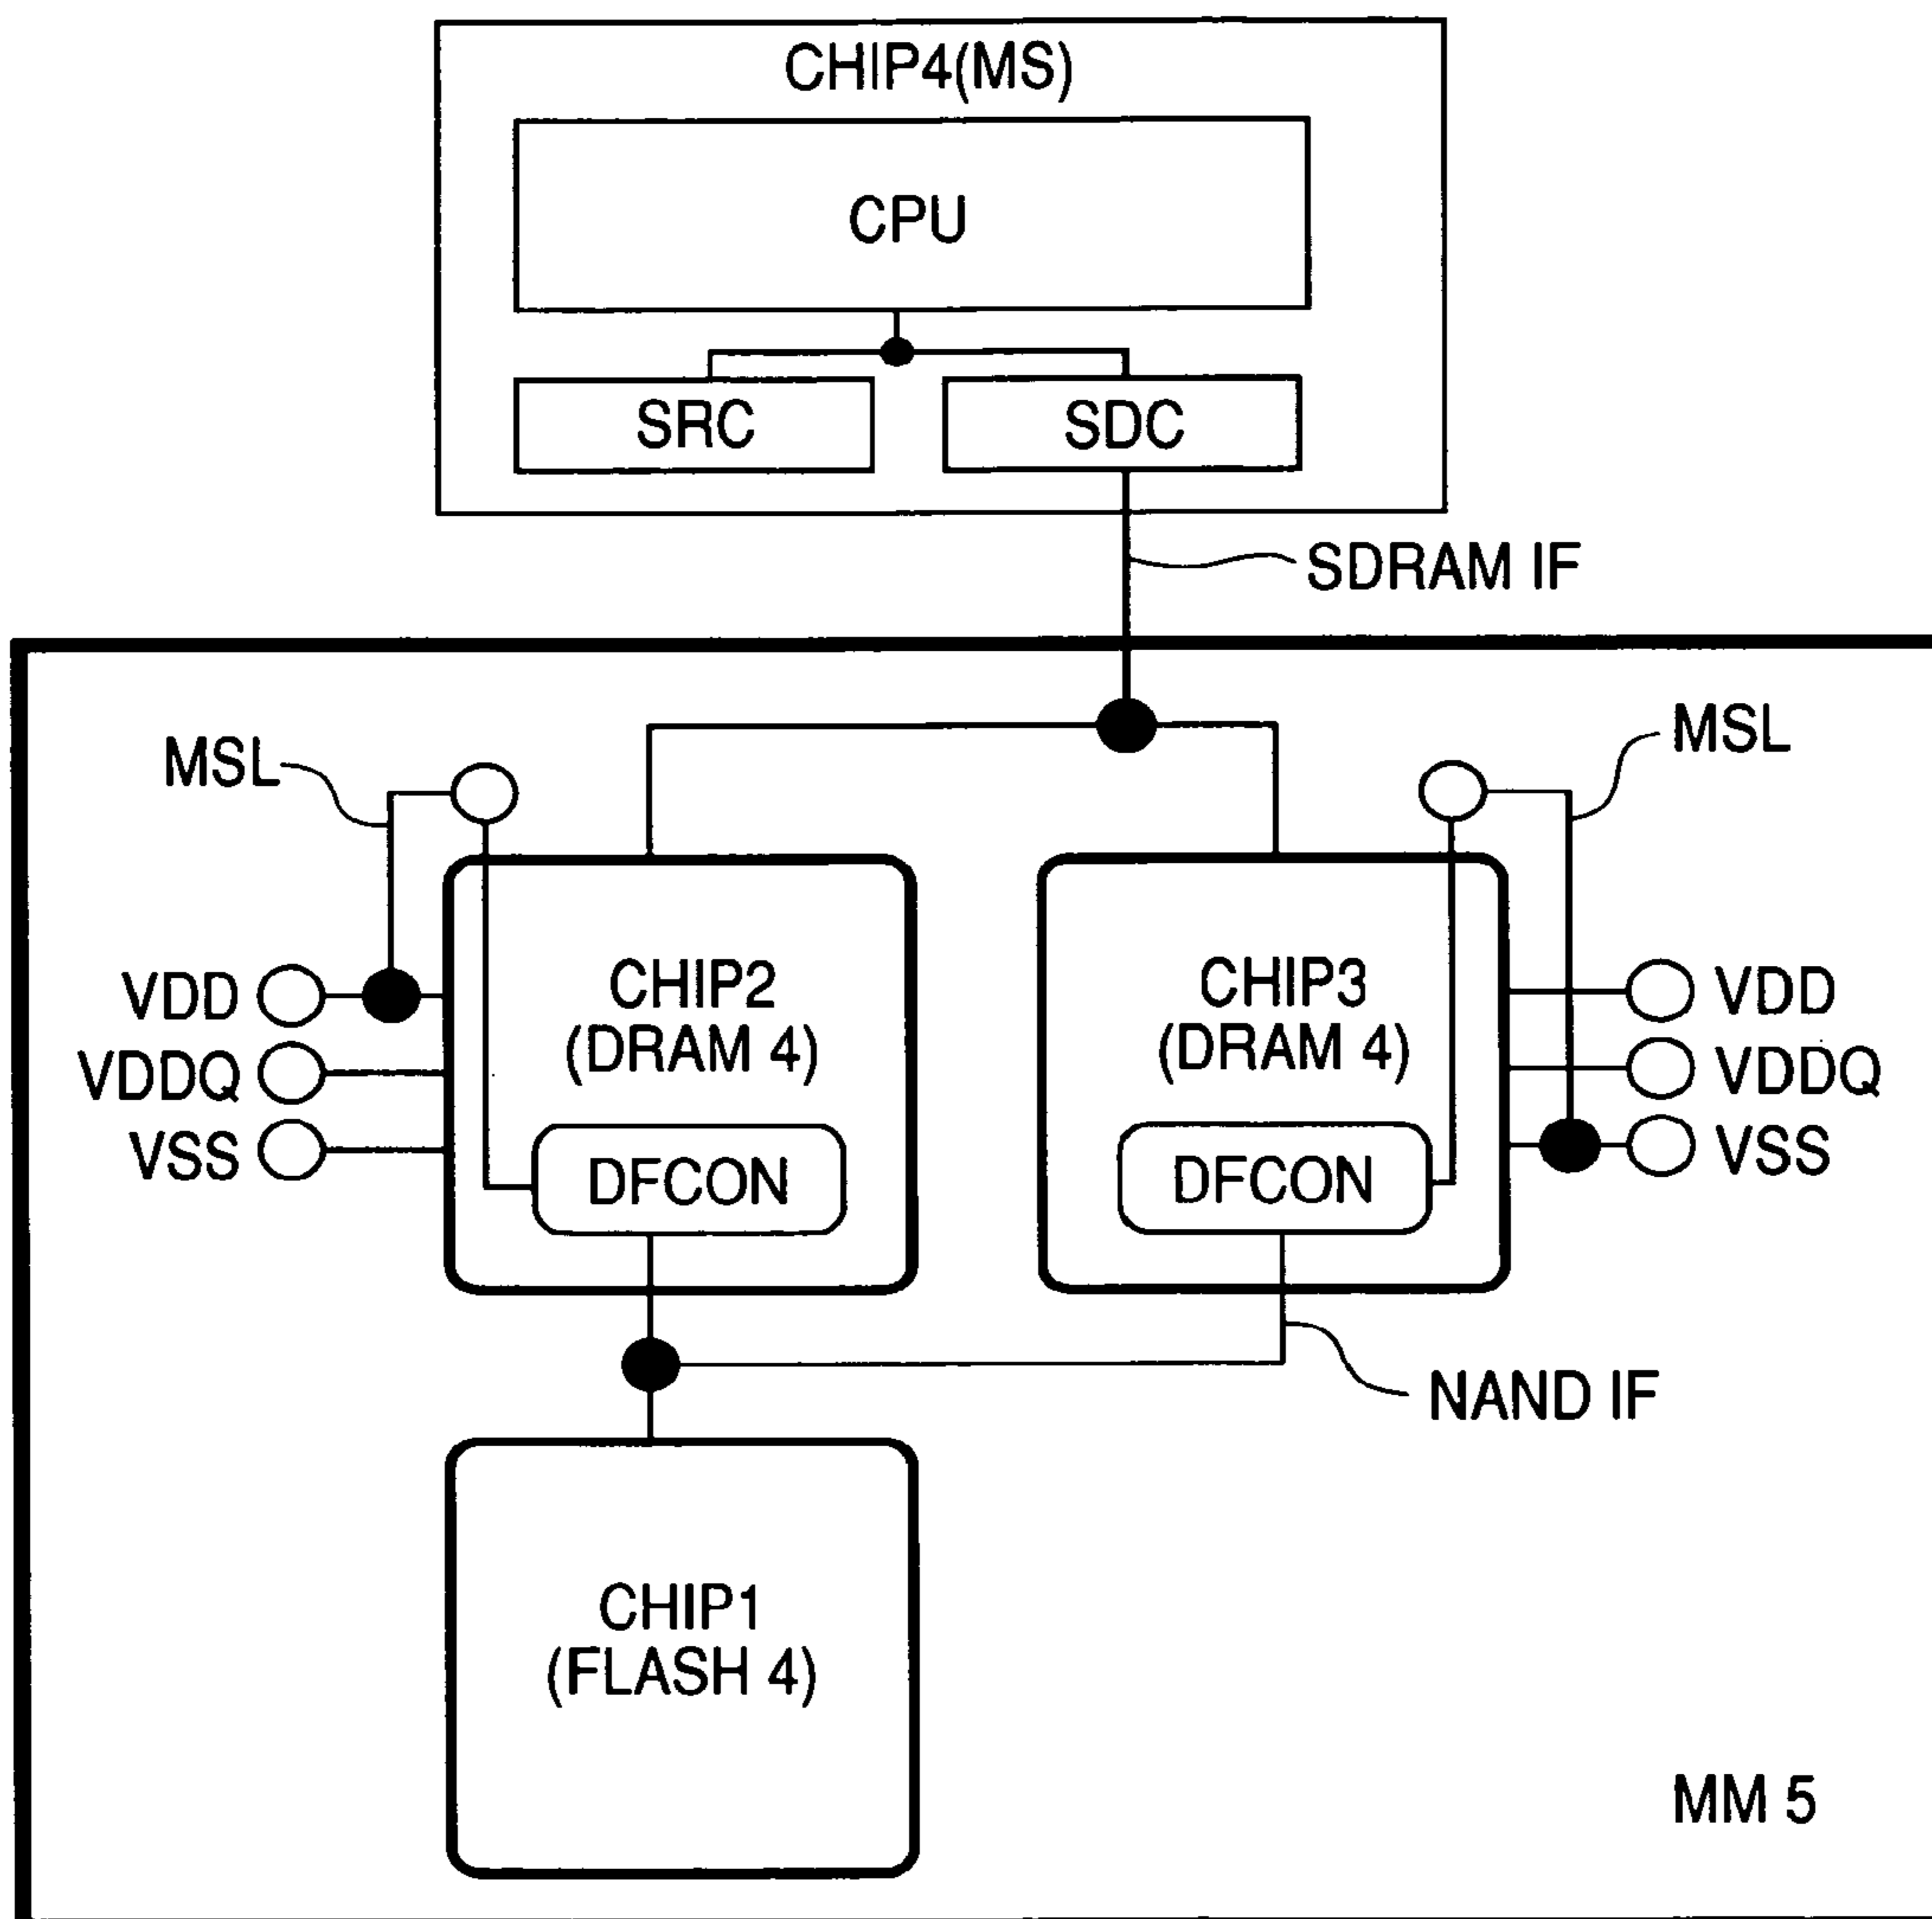 CHIP4(MS)
CPU
SRC
SDC
SDRAM IF
MSL
MSL
VDD
VDDQ
VSS
CHIP2
(DRAM 4)
DFCON
CHIP3
(DRAM 4)
DFCON
VDD
VDDQ
VSS
NAND IF
CHIP1
(FLASH 4)
MM 5